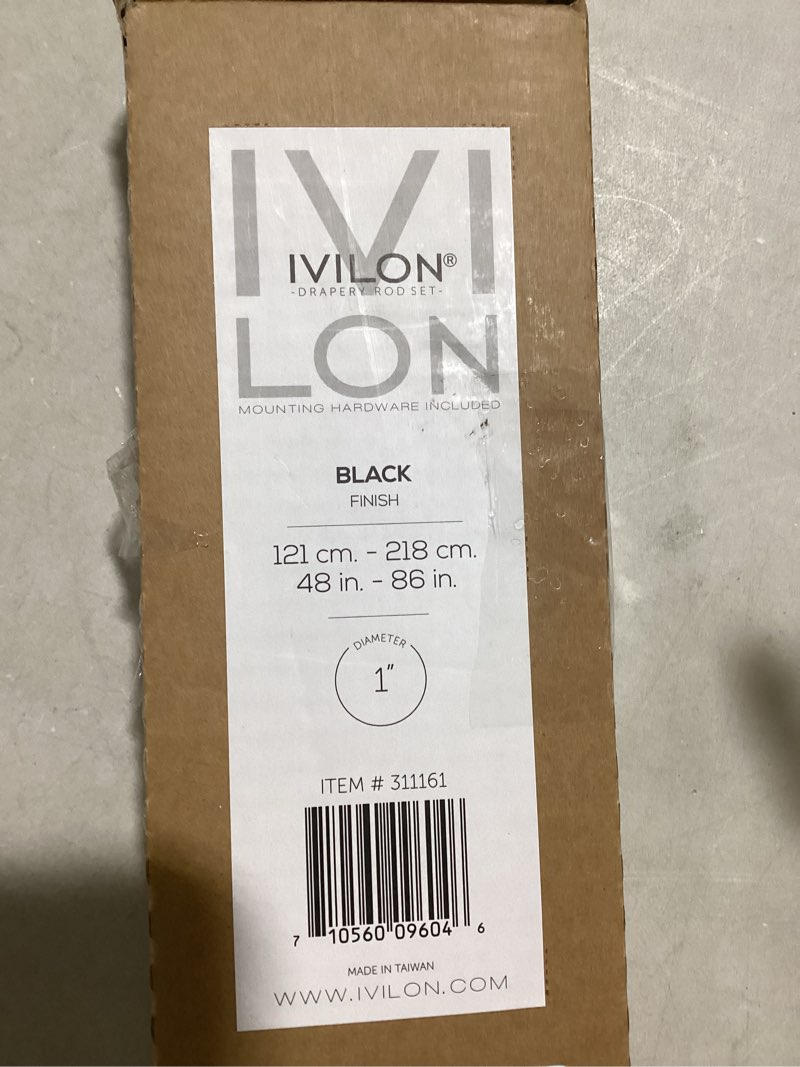 IVI
IVILON®
-DRAPERY ROD SET-
LON
MOUNTING HARDWARE INCLUDED
BLACK
FINISH
121 cm. - 218 cm.
48 in. - 86 in.
DIAMETER
1"
ITEM # 311161
7 10560 09604 6
MADE IN TAIWAN
WWW.IVILON.COM